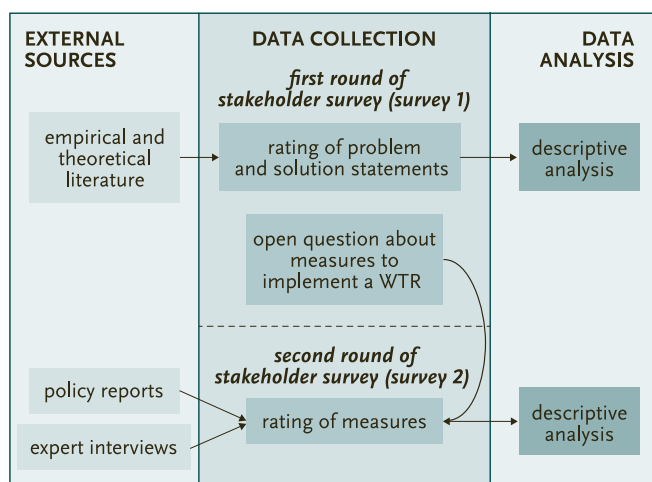 EXTERNAL
SOURCES
DATA COLLECTION
DATA
ANALYSIS
first round of
stakeholder survey (survey 1)
empirical and
theoretical
literature
rating of problem
and solution statements
descriptive
analysis
open question about
measures to
implement a WTR
second round of
stakeholder survey (survey 2)
policy reports
expert interviews
rating of measures
descriptive
analysis